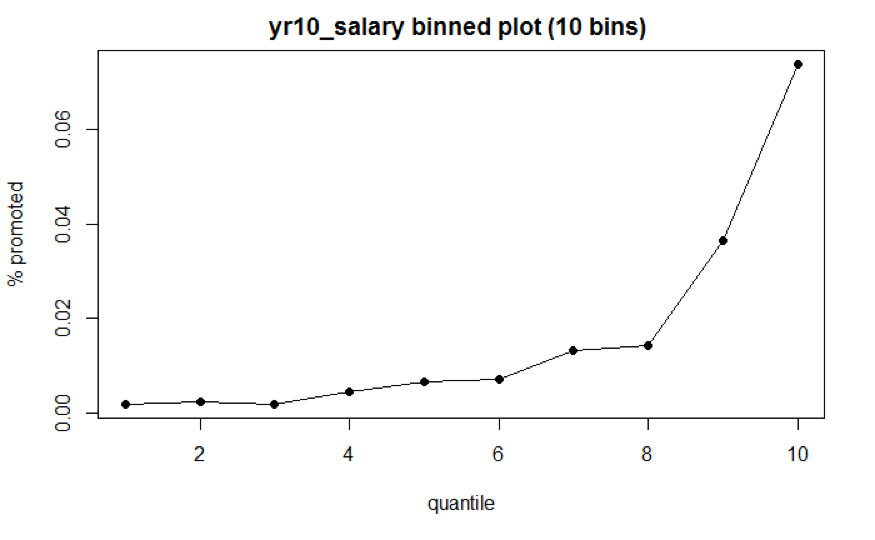 yr10_salary binned plot (10 bins)
% promoted
0.06
0.04
0.02
0.00
2 4 6 8 10
quantile